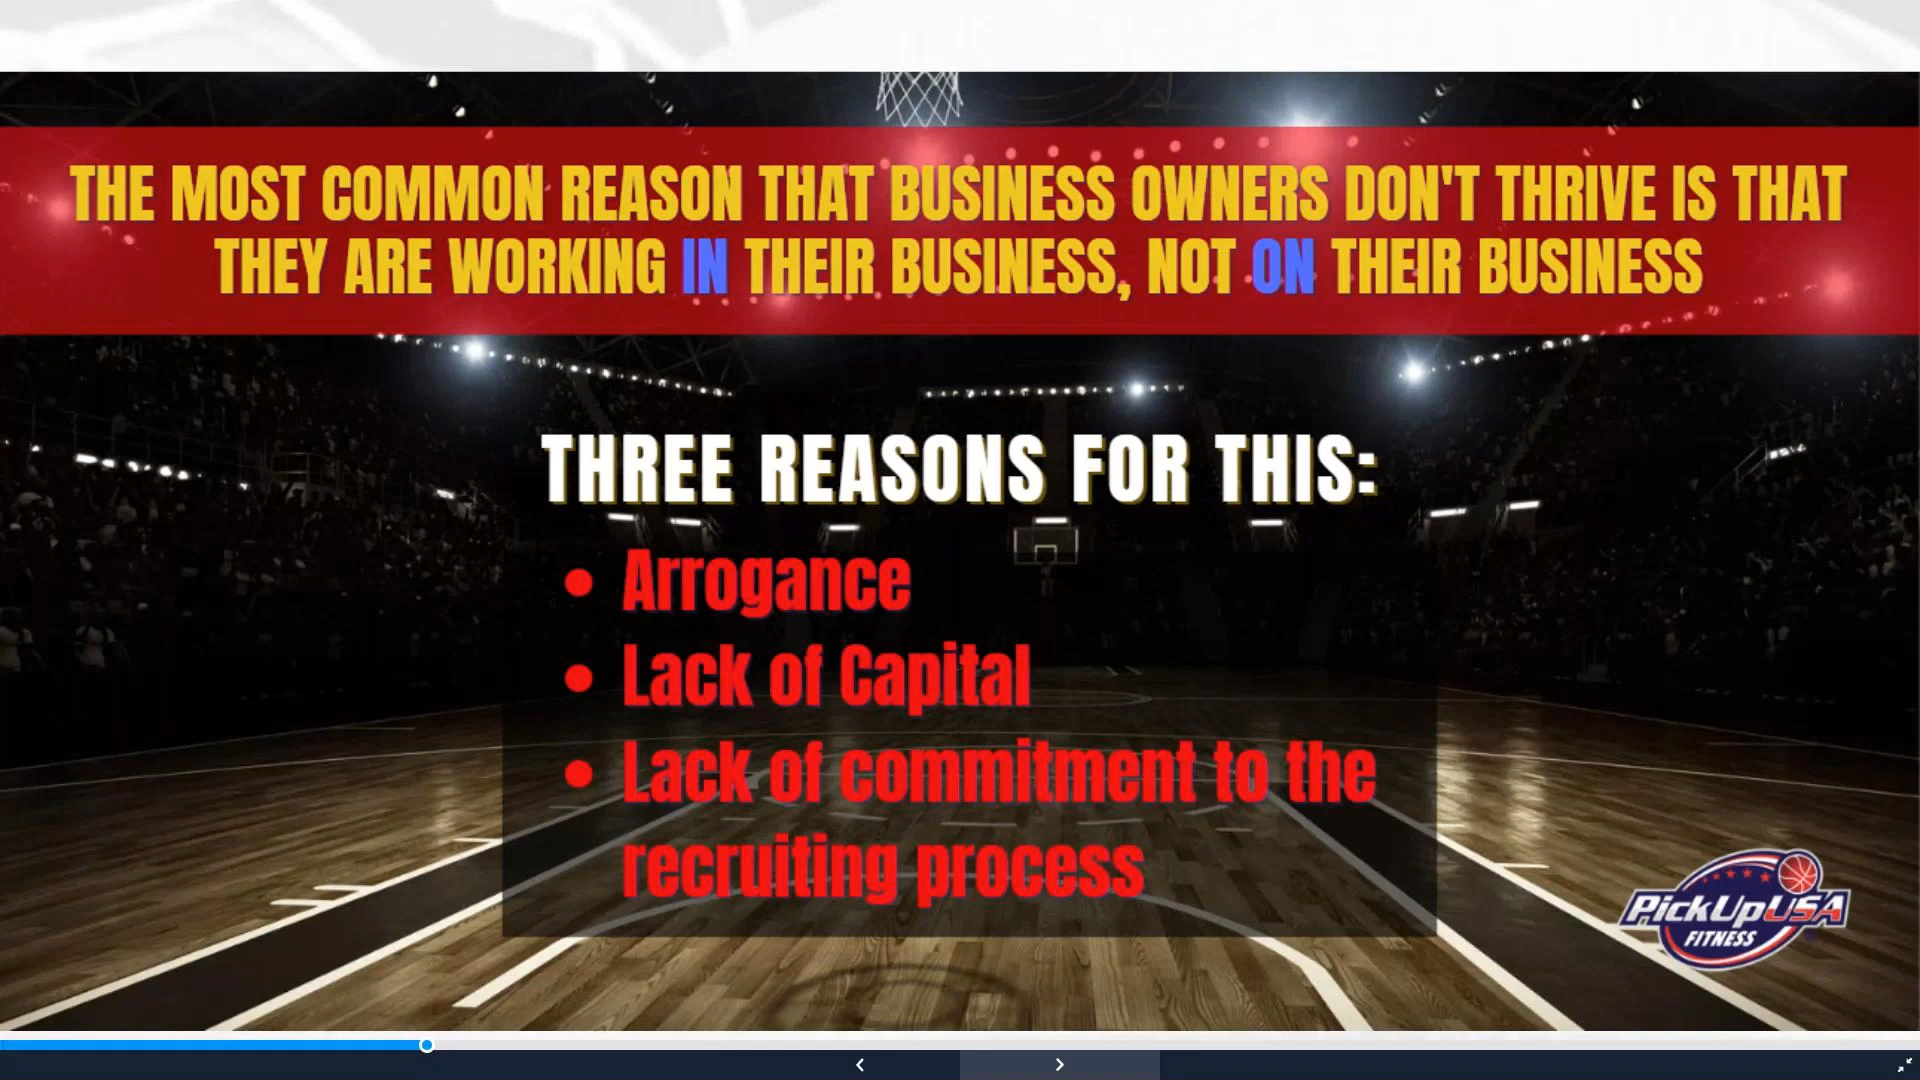 THE MOST COMMON REASON THAT BUSINESS OWNERS DON'T THRIVE IS THAT
THEY ARE WORKING IN THEIR BUSINESS, NOT ON THEIR BUSINESS
THREE REASONS FOR THIS:
• Arrogance
• Lack of Capital
• Lack of commitment to the
recruiting process
PickUpUSA
FITNESS